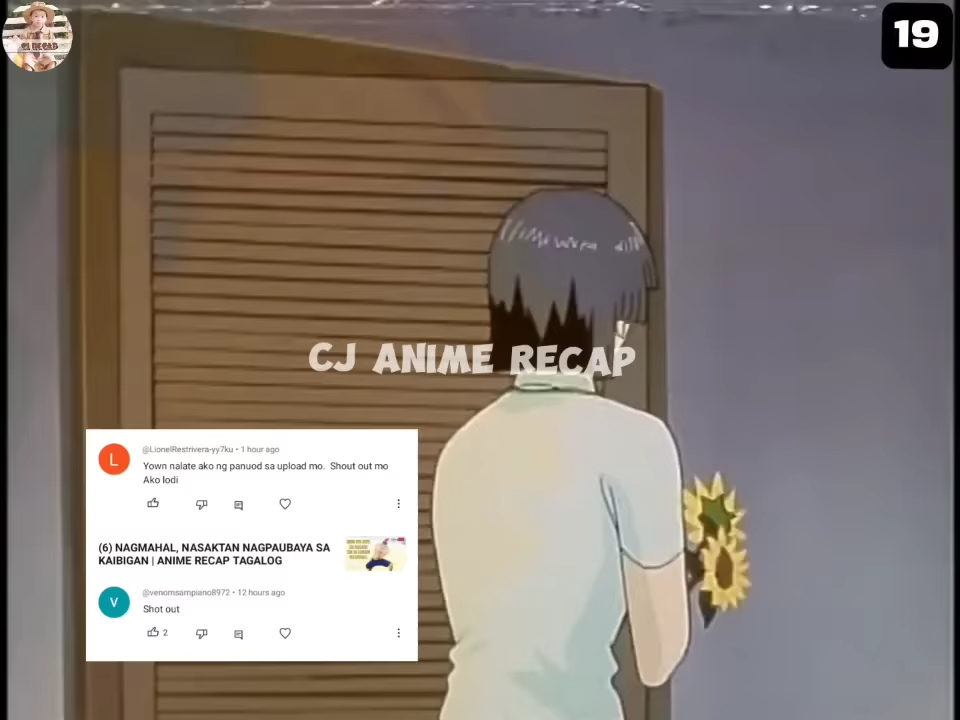 CJ RECAP
19
CJ ANIME RECAP
L
@LionelRestrivera-yy7ku • 1 hour ago
Yown nalate ako ng panuod sa upload mo. Shout out mo
Ako lodi
(6) NAGMAHAL, NASAKTAN NAGPAUBAYA SA
KAIBIGAN | ANIME RECAP TAGALOG
V
@venomsampiano8972 • 12 hours ago
Shot out
2